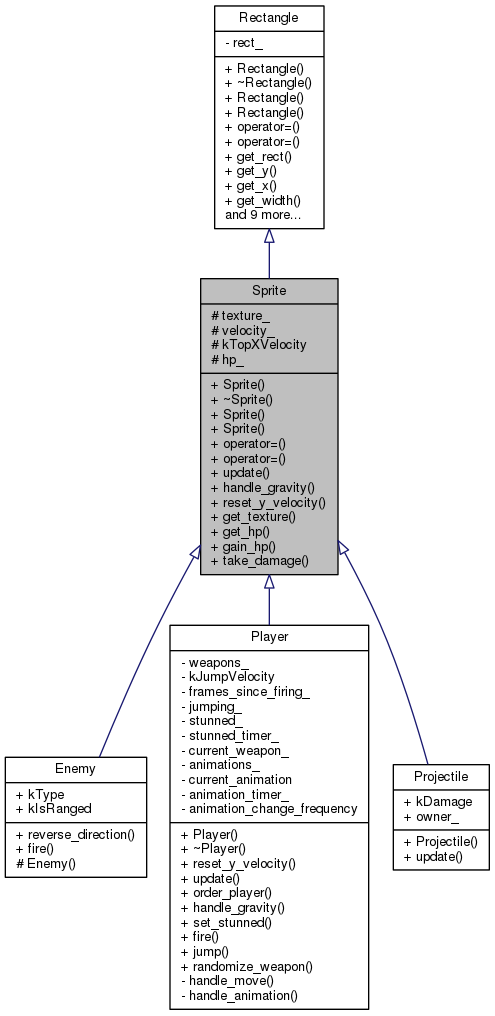 Rectangle
- rect_
+ Rectangle()
+ ~Rectangle()
+ Rectangle()
+ Rectangle()
+ operator=()
+ operator=()
+ get_rect()
+ get_y()
+ get_x()
+ get_width()
and 9 more...
Sprite
# texture_
# velocity_
# kTopXVelocity
# hp_
+ Sprite()
+ ~Sprite()
+ Sprite()
+ Sprite()
+ operator=()
+ operator=()
+ update()
+ handle_gravity()
+ reset_y_velocity()
+ get_texture()
+ get_hp()
+ gain_hp()
+ take_damage()
Enemy
+ kType
+ kIsRanged
+ reverse_direction()
+ fire()
# Enemy()
Player
- weapons_
- kJumpVelocity
- frames_since_firing_
- jumping_
- stunned_
- stunned_timer_
- current_weapon_
- animations_
- current_animation
- animation_timer_
- animation_change_frequency
+ Player()
+ ~Player()
+ reset_y_velocity()
+ update()
+ order_player()
+ handle_gravity()
+ set_stunned()
+ fire()
+ jump()
+ randomize_weapon()
- handle_move()
- handle_animation()
Projectile
+ kDamage
+ owner_
+ Projectile()
+ update()